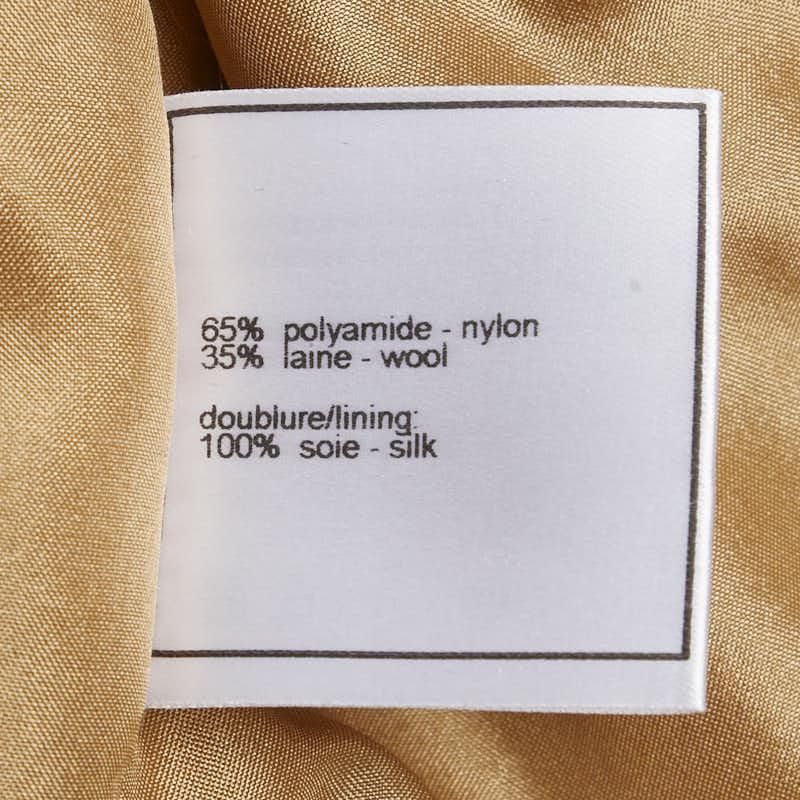 65% polyamide - nylon
35% laine - wool
doublure/lining:
100% soie - silk